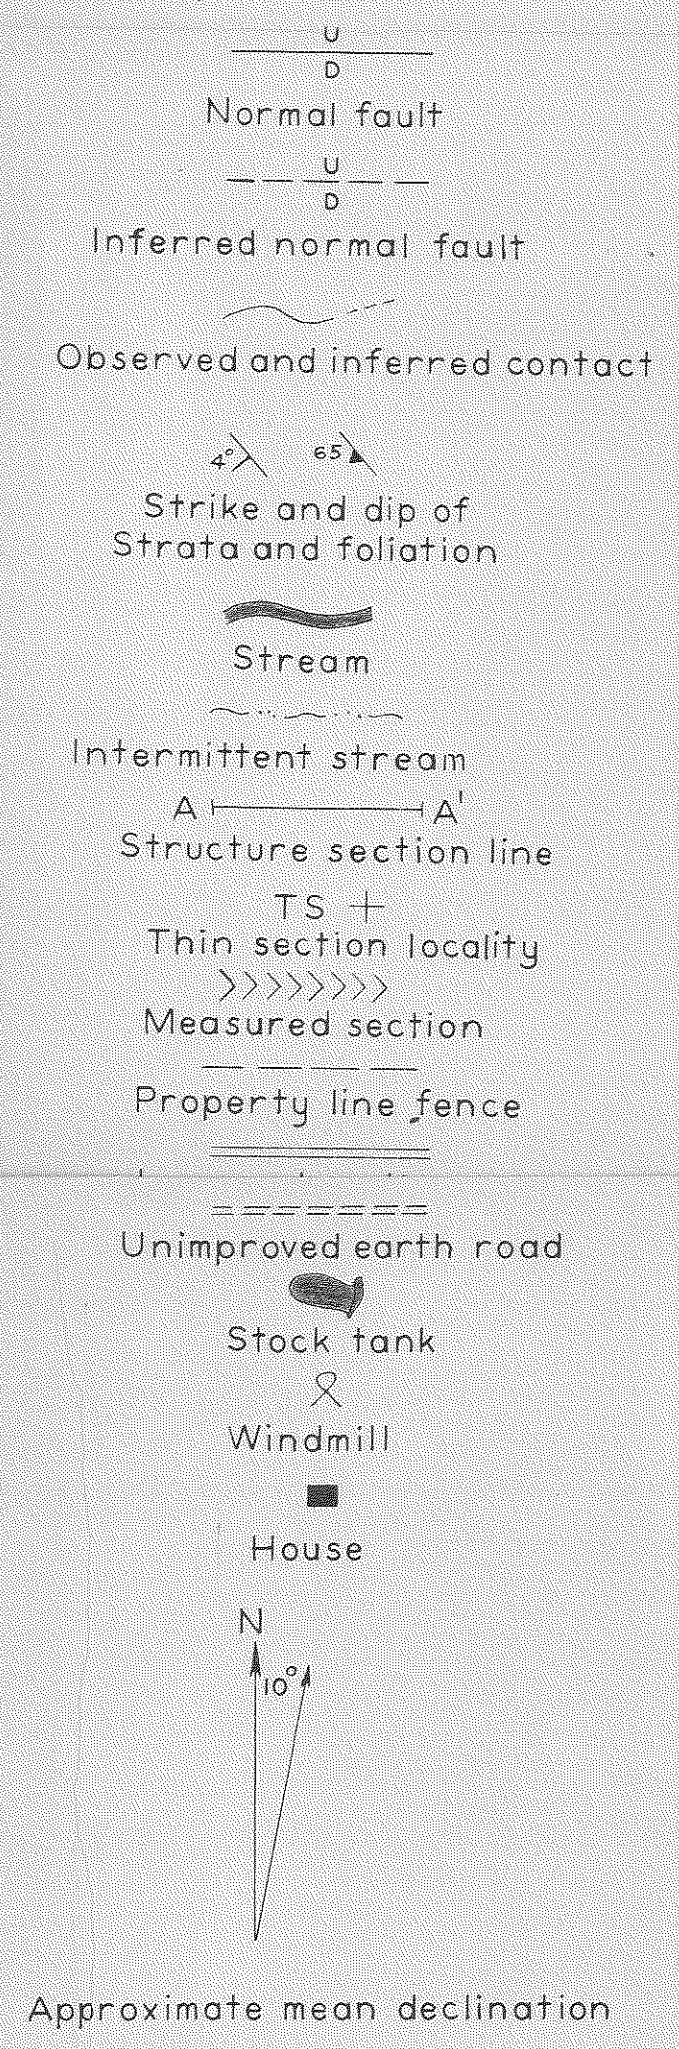 U
D
Normal fault
U
D
Inferred normal fault
Observed and inferred contact
4° 65
Strike and dip of
Strata and foliation
Stream
Intermittent stream
A A'
Structure section line
TS
Thin section locality
Measured section
Property line fence
Unimproved earth road
Stock tank
Windmill
House
N
10°
Approximate mean declination